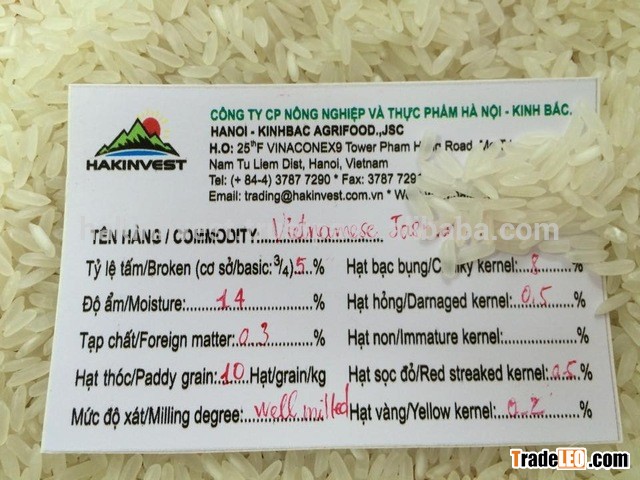 CÔNG TY CP NÔNG NGHIỆP VÀ THỰC PHẨM HÀ NỘI - KINH BẮC.
HANOI - KINHBAC AGRIFOOD.,JSC
HAKINVEST
H.O: 25thF VINACONEX9 Tower Pham Road
Nam Tu Liem Dist, Hanoi, Vietnam
Tel: (+ 84-4) 3787 7290 * Fax: 3787 7291
Email: trading@hakinvest.com.vn *
TÊN HÀNG / COMMODITY...Vietnamese
Tỷ lệ tấm/Broken (cơ sở/basic:3/4).5..% Hạt bạc bụng/ kernel:..8..%
Độ ẩm/Moisture:...14...% Hạt hỏng/Darnaged kernel:..0,5..%
Tạp chất/Foreign matter:.0.3...% Hạt non/Immature kernel:...%
Hạt thóc/Paddy grain:.10.Hạt/grain/kg Hạt sọc đỏ/Red streaked kernel:.0.5.%
Mức độ xát/Milling degree:..well milled Hạt vàng/Yellow kernel:...0.2...%
TradeLEO.com